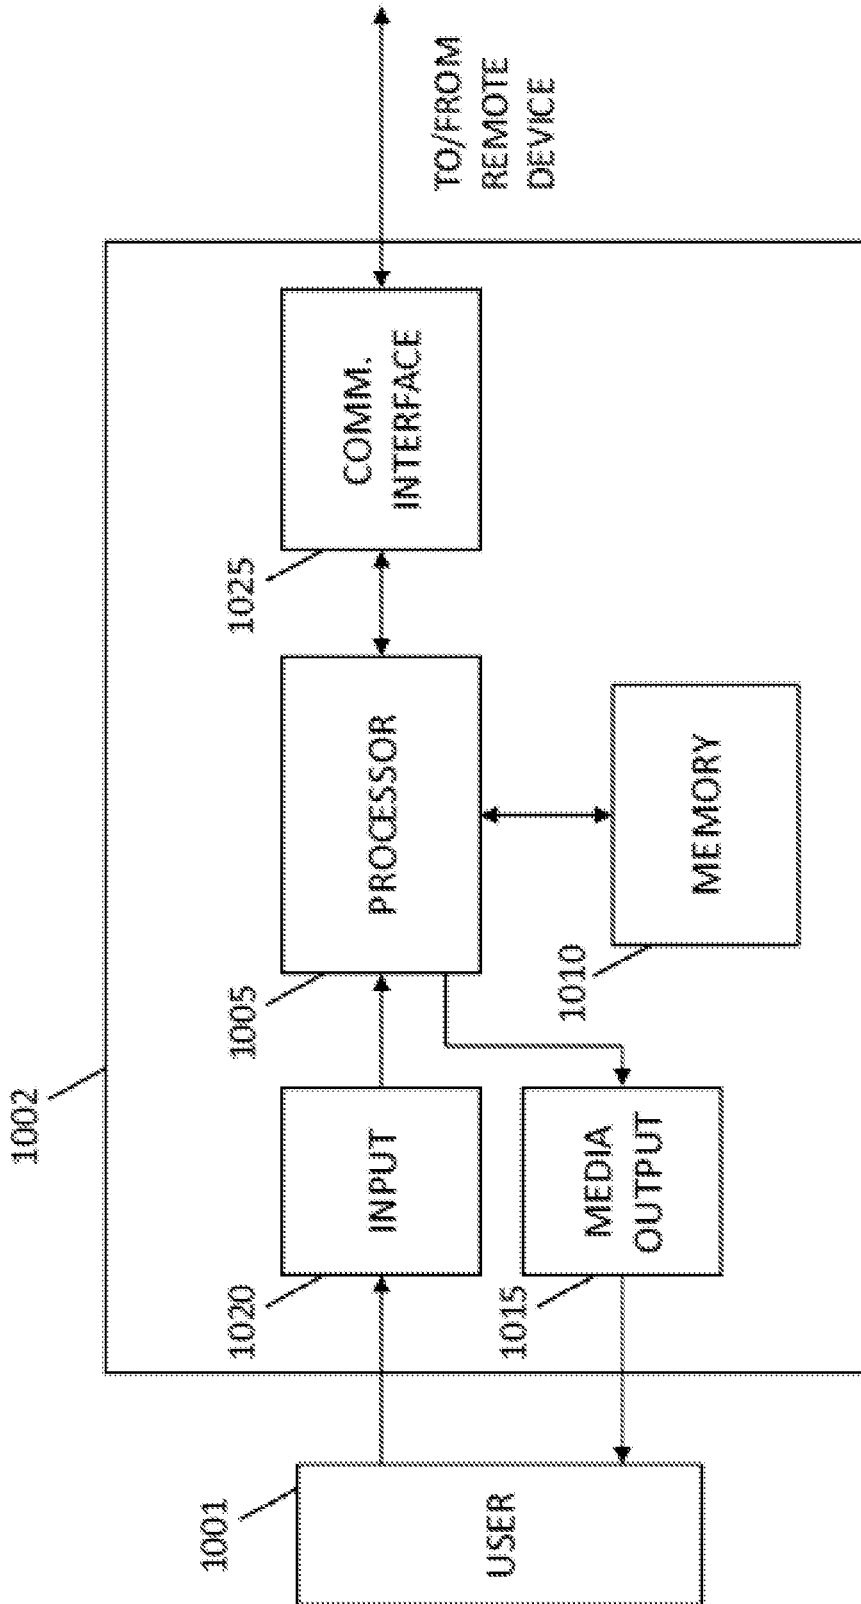 1002
1001
USER
1020
INPUT
1005
PROCESSOR
1025
COMM.
INTERFACE
TO/FROM
REMOTE
DEVICE
1015
MEDIA
OUTPUT
1010
MEMORY